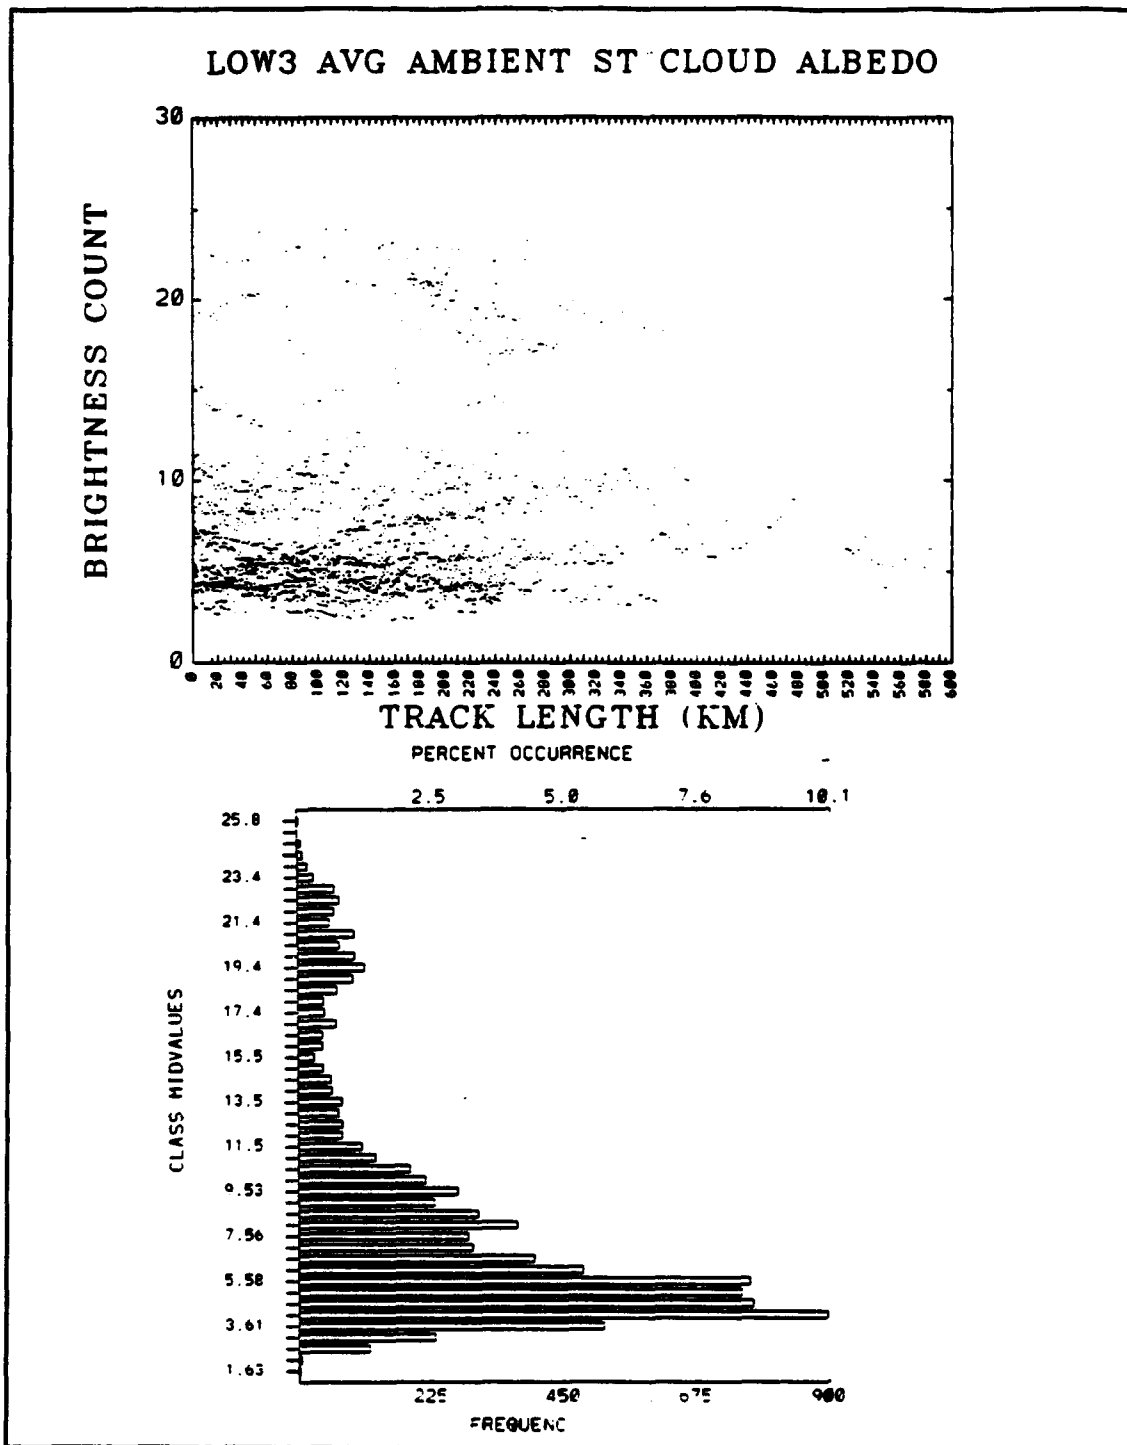 LOW3 AVG AMBIENT ST CLOUD ALBEDO
30
20
10
0
BRIGHTNESS COUNT
0 20 40 60 80 100 120 140 160 180 200 220 240 260 280 300 320 340 360 380 400 420 440 460 480 500 520 540 560 580 600
TRACK LENGTH (KM)
PERCENT OCCURRENCE
2.5 5.0 7.6 10.1
25.8
23.4
21.4
19.4
17.4
15.5
13.5
11.5
9.53
7.56
5.58
3.61
1.63
CLASS MIDVALUES
225 450 675 900
FREQUENC